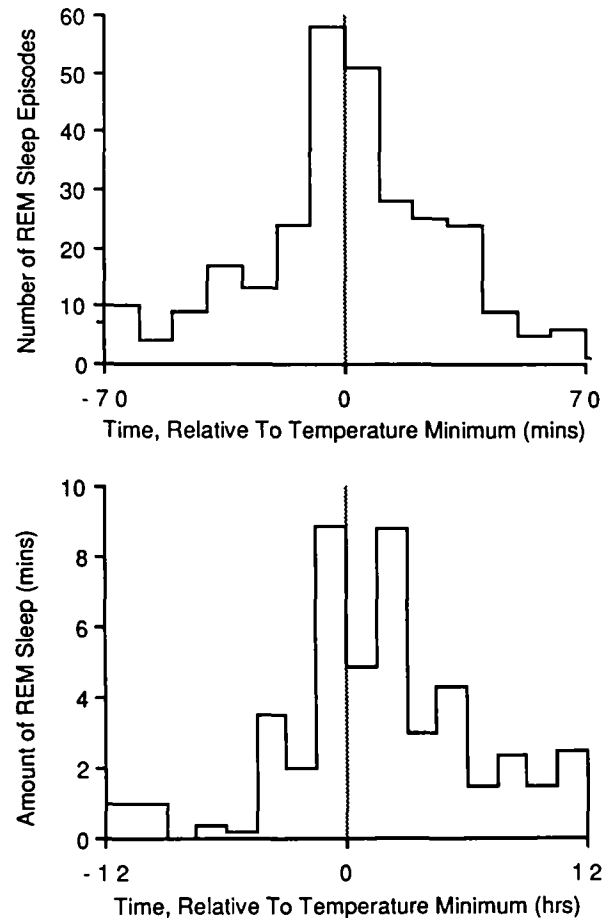 60
50
40
30
20
10
0
Number of REM Sleep Episodes
-70 0 70
Time, Relative To Temperature Minimum (mins)
10
8
6
4
2
0
Amount of REM Sleep (mins)
-12 0 12
Time, Relative To Temperature Minimum (hrs)